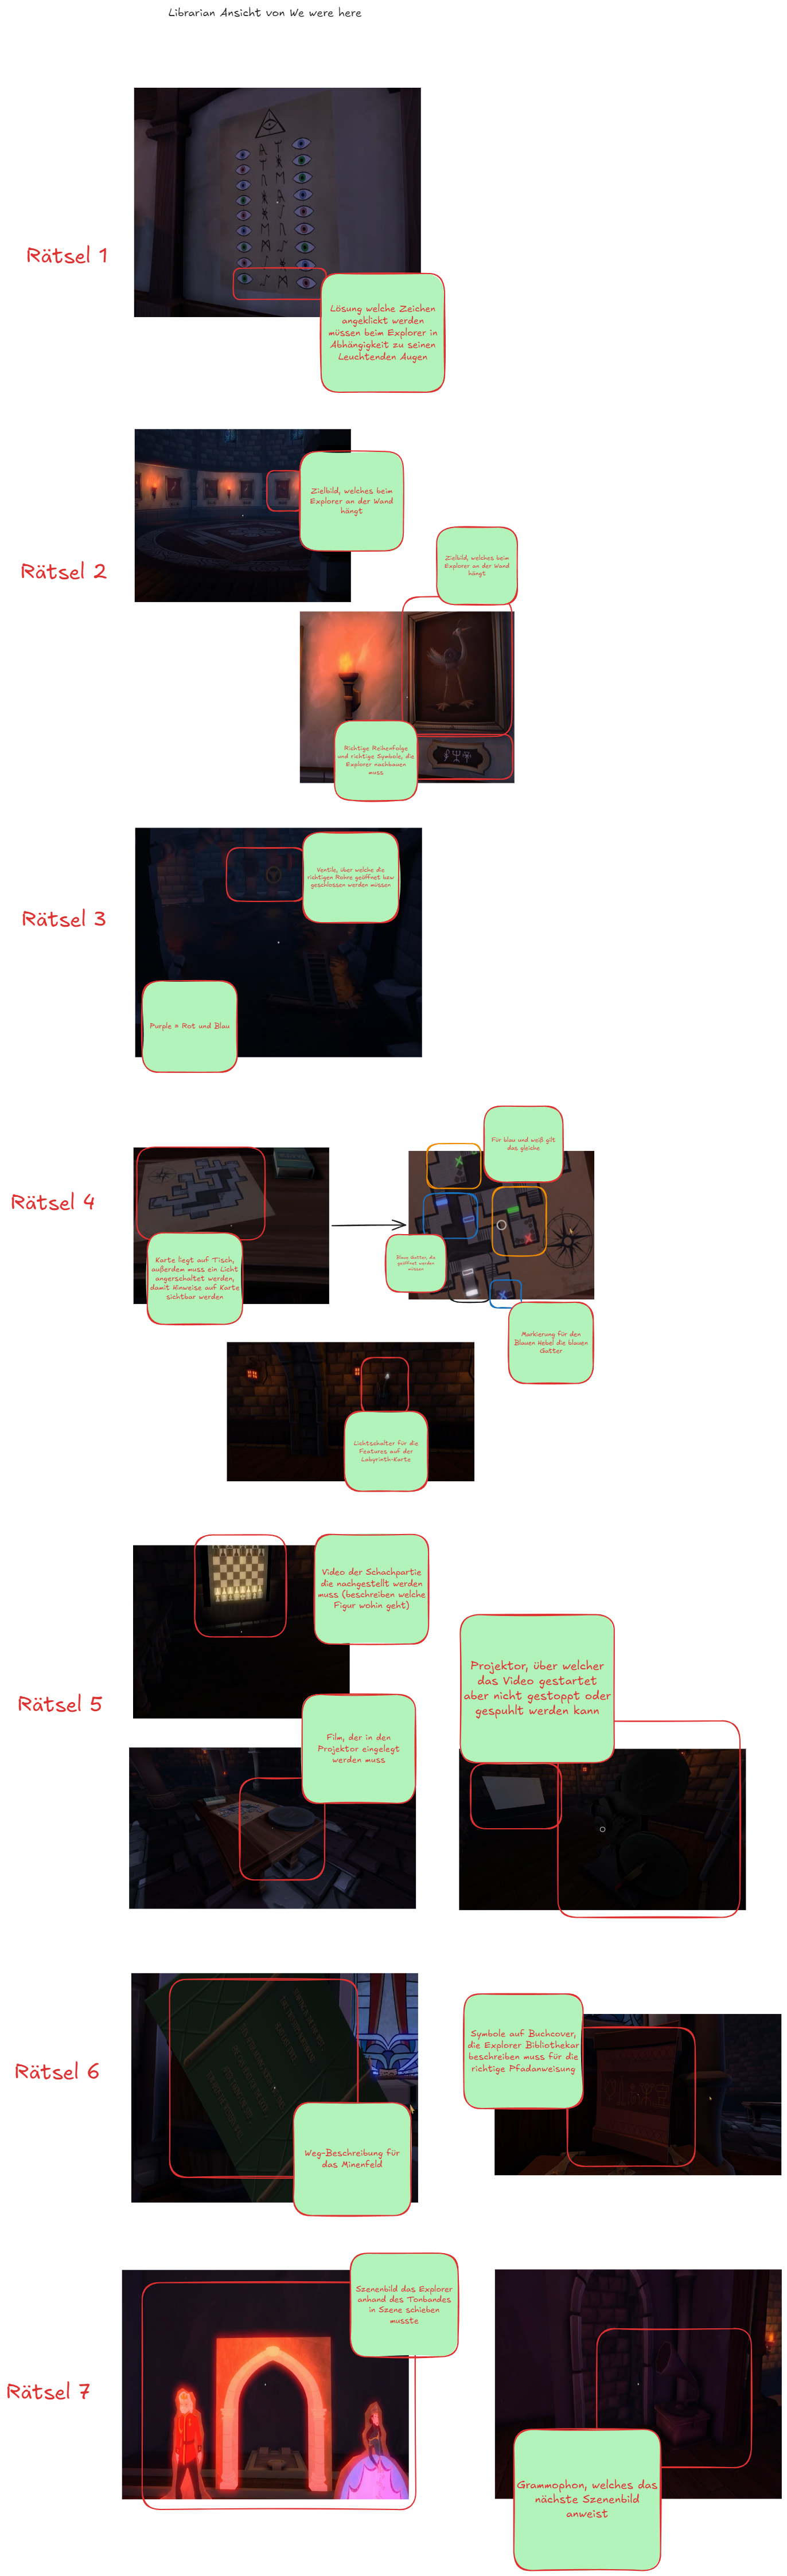 Librarian Ansicht von We were here
Rätsel 1
Lösung welche Zeichen
angeklickt werden
müssen beim Explorer in
Abhängigkeit zu seinen
Leuchtenden Augen
Rätsel 2
Zielbild, welches beim
Explorer an der Wand
hängt
Zielbild, welches beim
Explorer an der Wand
hängt
Richtige Reihenfolge
und richtige Symbole, die
Explorer nachbauen
muss
Rätsel 3
Ventile, über welche die
richtigen Rohre geöffnet bzw
geschlossen werden müssen
Purple = Rot und Blau
Rätsel 4
Für blau und weiß gilt
das gleiche
Karte liegt auf Tisch,
außerdem muss ein Licht
angerschaltet werden,
damit Hinweise auf Karte
sichtbar werden
Blaue Gatter, die
geöffnet werden
müssen
Markierung für den
Blauen Hebel die blauen
Gatter
Lichtschalter für die
Features auf der
Labyrinth-Karte
Rätsel 5
Video der Schachpartie
die nachgestellt werden
muss (beschreiben welche
Figur wohin geht)
Projektor, über welcher
das Video gestartet
aber nicht gestoppt oder
gespuhlt werden kann
Film, der in den
Projektor eingelegt
werden muss
Rätsel 6
Symbole auf Buchcover,
die Explorer Bibliothekar
beschreiben muss für die
richtige Pfadanweisung
Weg-Beschreibung für
das Minenfeld
Rätsel 7
Szenenbild das Explorer
anhand des Tonbandes
in Szene schieben
musste
Grammophon, welches das
nächste Szenenbild
anweist